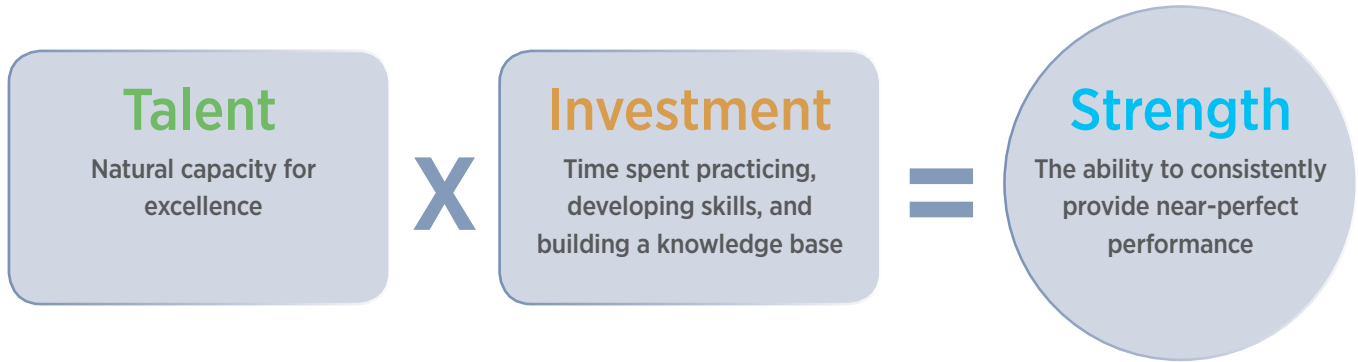 Talent
Natural capacity for
excellence
X
Investment
Time spent practicing,
developing skills, and
building a knowledge base
=
Strength
The ability to consistently
provide near-perfect
performance